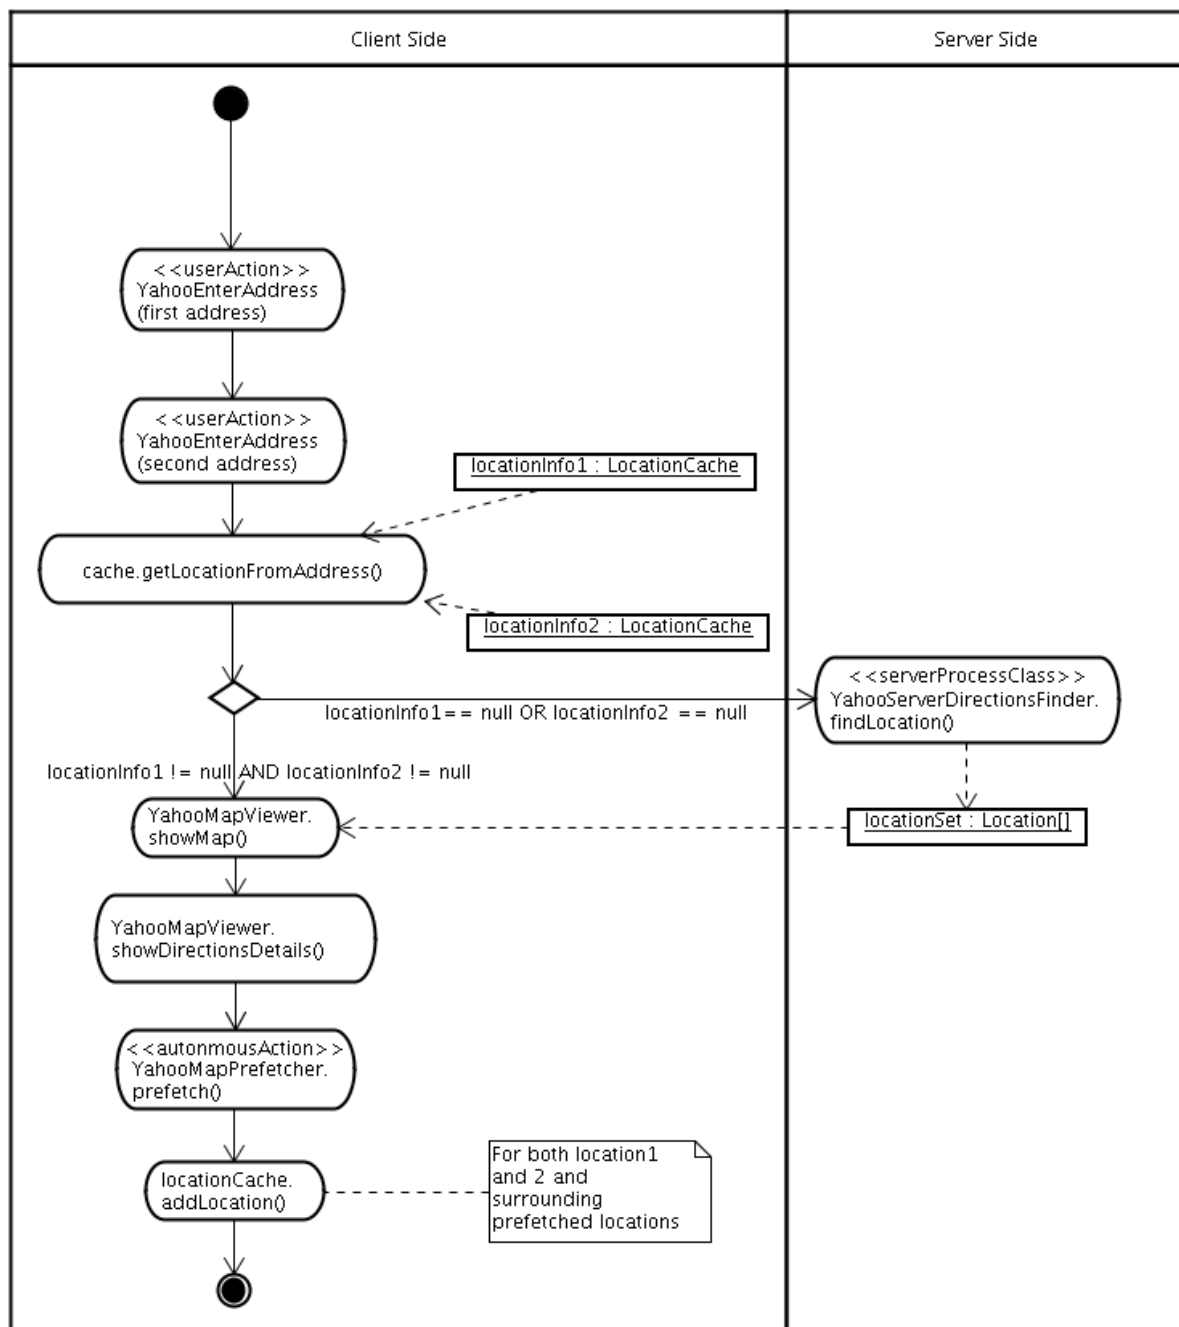 Client Side
Server Side
<<userAction>>
YahooEnterAddress
(first address)
<<userAction>>
YahooEnterAddress
(second address)
locationInfo1 : LocationCache
cache.getLocationFromAddress()
locationInfo2 : LocationCache
<<serverProcessClass>>
YahooServerDirectionsFinder.
findLocation()
locationInfo1== null OR locationInfo2 == null
locationInfo1 != null AND locationInfo2 != null
YahooMapViewer.
showMap()
locationSet : Location[]
YahooMapViewer.
showDirectionsDetails()
<<autonmousAction>>
YahooMapPrefetcher.
prefetch()
For both location1
and 2 and
surrounding
prefetched locations
locationCache.
addLocation()